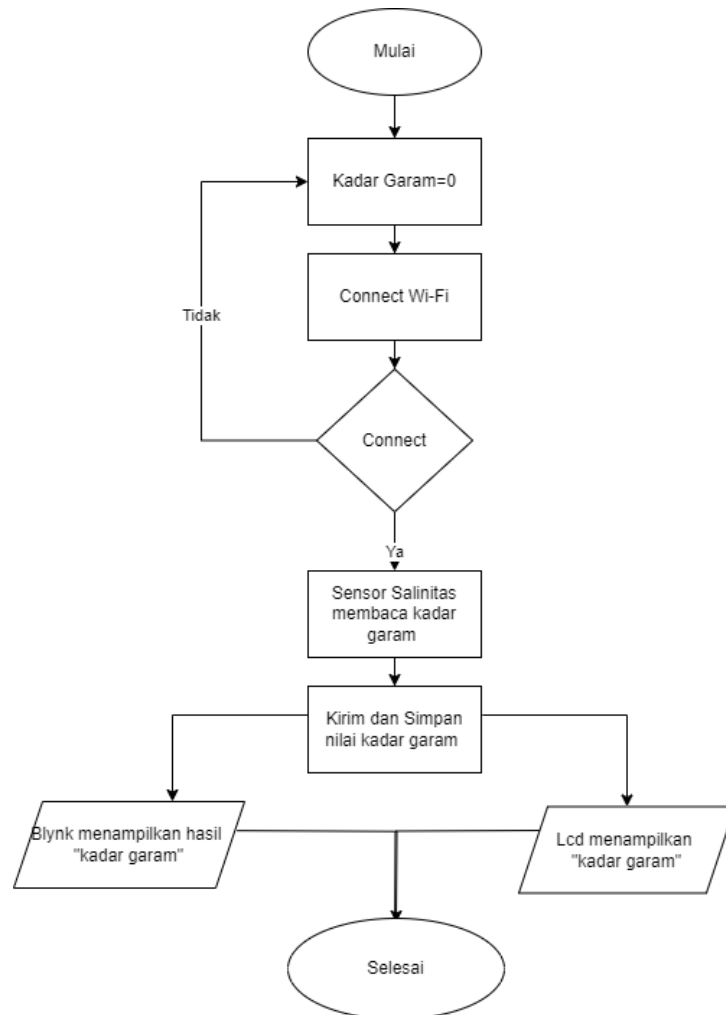 Mulai
Kadar Garam=0
Connect Wi-Fi
Tidak
Connect
Ya
Sensor Salinitas
membaca kadar
garam
Kirim dan Simpan
nilai kadar garam
Blynk menampilkan hasil
"kadar garam"
Lcd menampilkan
"kadar garam"
Selesai